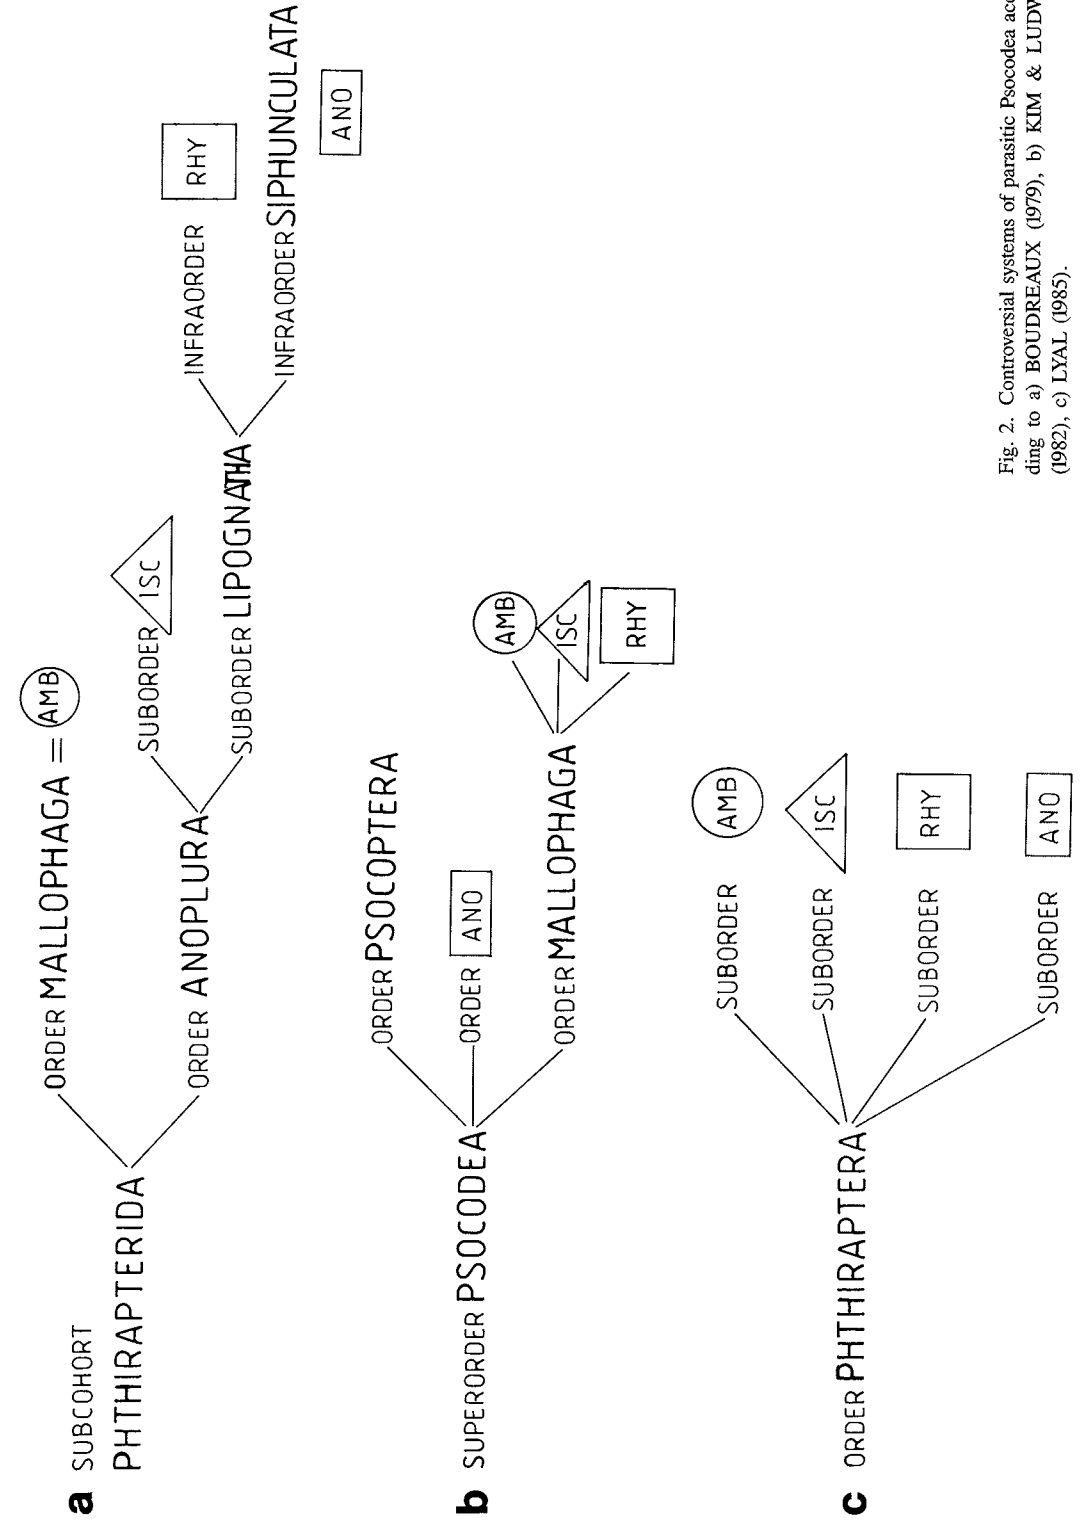 a SUBCOHORT
PHTHIRAPTERIDA
ORDER MALLOPHAGA = AMB
ORDER ANOPLURA
SUBORDER ISC
SUBORDER LIPOGNATHA
INFRAORDER RHY
INFRAORDER SIPHUNCULATA
ANO
b SUPERORDER PSOCODEA
ORDER PSOCOPTERA
ORDER ANO
ORDER MALLOPHAGA
AMB
ISC
RHY
c ORDER PHTHIRAPTERA
SUBORDER AMB
SUBORDER ISC
SUBORDER RHY
SUBORDER ANO
Fig. 2. Controversial systems of parasitic Psocodea
ding to a) BOUDREAUX (1979), b) KIM &
(1982), c) LYAL (1985).